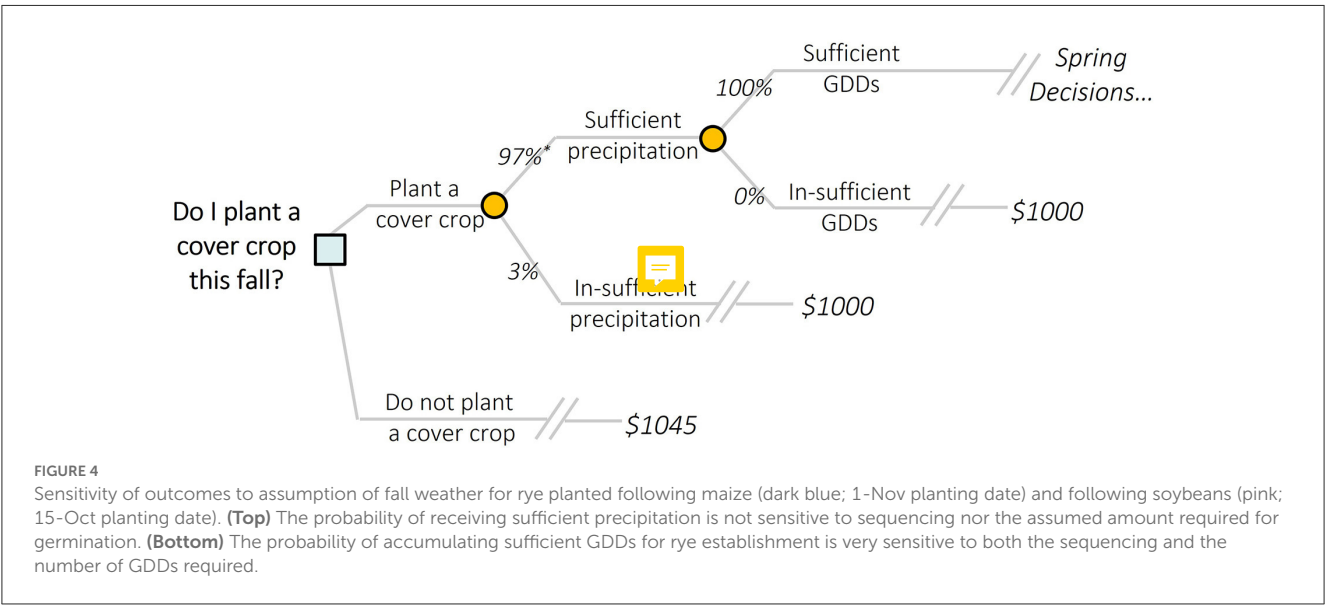 Sufficient
GDDs
Spring
Decisions...
100%
Sufficient
precipitation
97%*
0%
In-sufficient
GDDs
$1000
Plant a
cover crop
Do I plant a
cover crop
this fall?
3%
In-sufficient
precipitation
$1000
Do not plant
a cover crop
$1045
FIGURE 4
Sensitivity of outcomes to assumption of fall weather for rye planted following maize (dark blue; 1-Nov planting date) and following soybeans (pink;
15-Oct planting date). (Top) The probability of receiving sufficient precipitation is not sensitive to sequencing nor the assumed amount required for
germination. (Bottom) The probability of accumulating sufficient GDDs for rye establishment is very sensitive to both the sequencing and the
number of GDDs required.